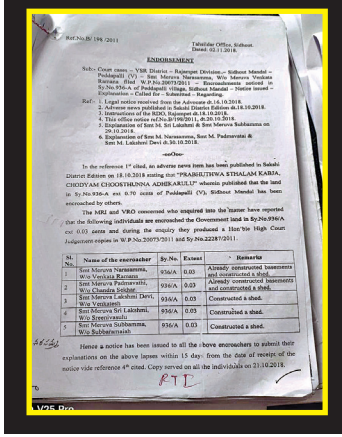 Ref.No.B/ 198 /2011
Tahsildar Office, Sidhout.
Dated: 02.11.2018.
ENDORSEMENT
Sub:- Court cases – YSR District – Rajampet Division – Sidhout Mandal – Peddapalli (V) – Smt Meruva Narasamma, W/o Meruva Venkata Ramana filed W.P.No.20073/2011 – Encroachments noticed in Sy.No.936-A of Peddapalli village, Sidhout Mandal – Notice issued – Explanation – Called for – Submitted – Regarding.
Ref:- 1. Legal notice received from the Advocate dt.16.10.2018.
2. Adverse news published in Sakshi District Edition dt.18.10.2018.
3. Instructions of the RDO, Rajampet dt.18.10.2018.
4. This office notice Ref.No.B/199/2011, dt.20.10.2018.
5. Explanation of Smt M. Sri Lakshmi & Smt Meruva Subbamma on 29.10.2018.
6. Explanation of Smt M. Narasamma, Smt M. Padmavatai & Smt M. Lakshmi Devi dt.30.10.2018.
-ooOoo-
In the reference 1st cited, an adverse news item has been published in Sakshi
District Edition on 18.10.2018 stating that "PRABHUTHWA STHALAM KABJA,
CHODYAM CHOOSTHUNNA ADHIKARULU" wherein published that the land
in Sy.No.936-A ext 0.70 cents of Peddapalli (V), Sidhout Mandal has been
encroached by others.
The MRI and VRO concerned who enquired into the matter have reported
that the following individuals are encroached the Government land in Sy.No.936/A
ext 0.03 cents and during the enquiry they produced a Hon'ble High Court
Judgement copies in W.P.No.20073/2011 and Sy.No.22287/2011.
Sl. No. Name of the encroacher Sy.No. Extent Remarks
1 Smt Meruva Narasamma, W/o Venkata Ramana 936/A 0.03 Already constructed basements and constructed a shed.
2 Smt Meruva Padmavathi, W/o Chandra Sekhar 936/A 0.03 Already constructed basements and constructed a shed.
3 Smt Meruva Lakshmi Devi, W/o Venkatesh 936/A 0.03 Constructed a shed.
4 Smt Meruva Sri Lakshmi, W/o Sreenivasulu 936/A 0.03 Constructed a shed.
5 Smt Meruva Subbamma, W/o Subbaramaiah 936/A 0.03 Constructed a shed.
Hence a notice has been issued to all the above encroachers to submit their
explanations on the above lapses within 15 days from the date of receipt of the
notice vide reference 4th cited. Copy served on all the individuals on 21.10.2018.
RTI
V25 Pro